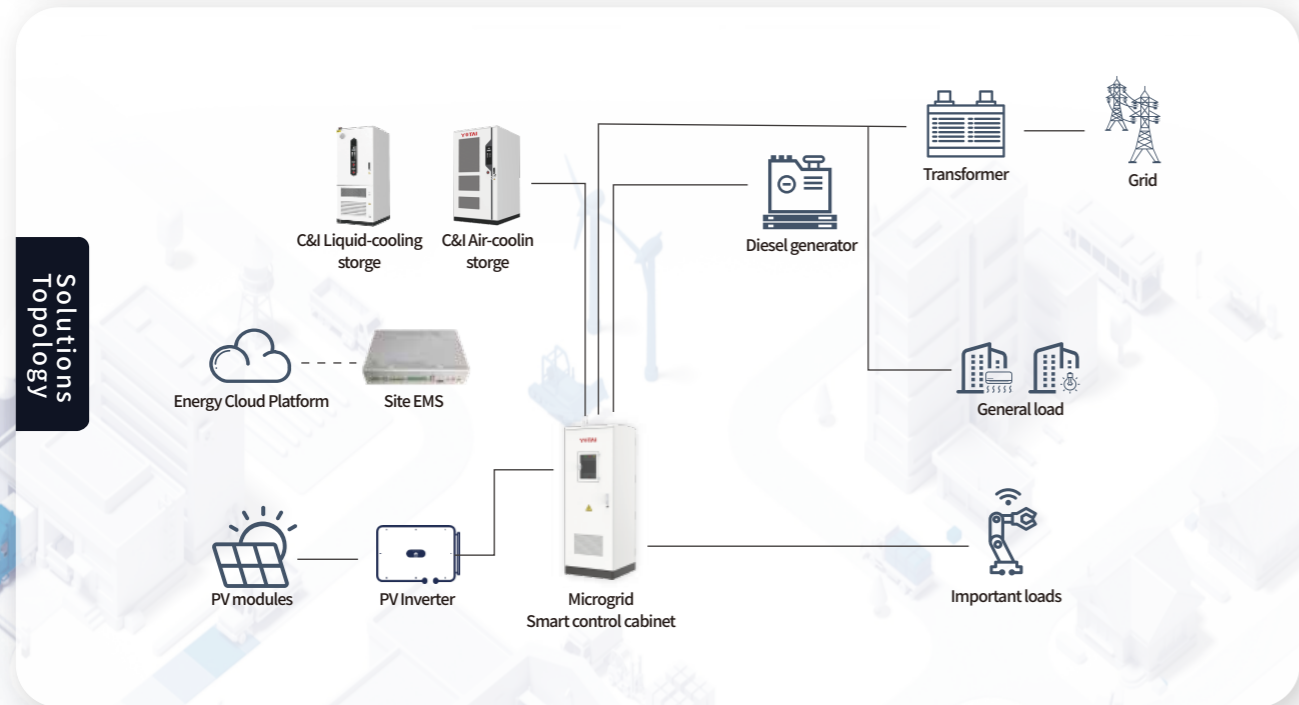 Solutions
Topology
C&I Liquid-cooling
storge
C&I Air-coolin
storge
Diesel generator
Transformer
Grid
Energy Cloud Platform
Site EMS
General load
PV modules
PV Inverter
Microgrid
Smart control cabinet
Important loads